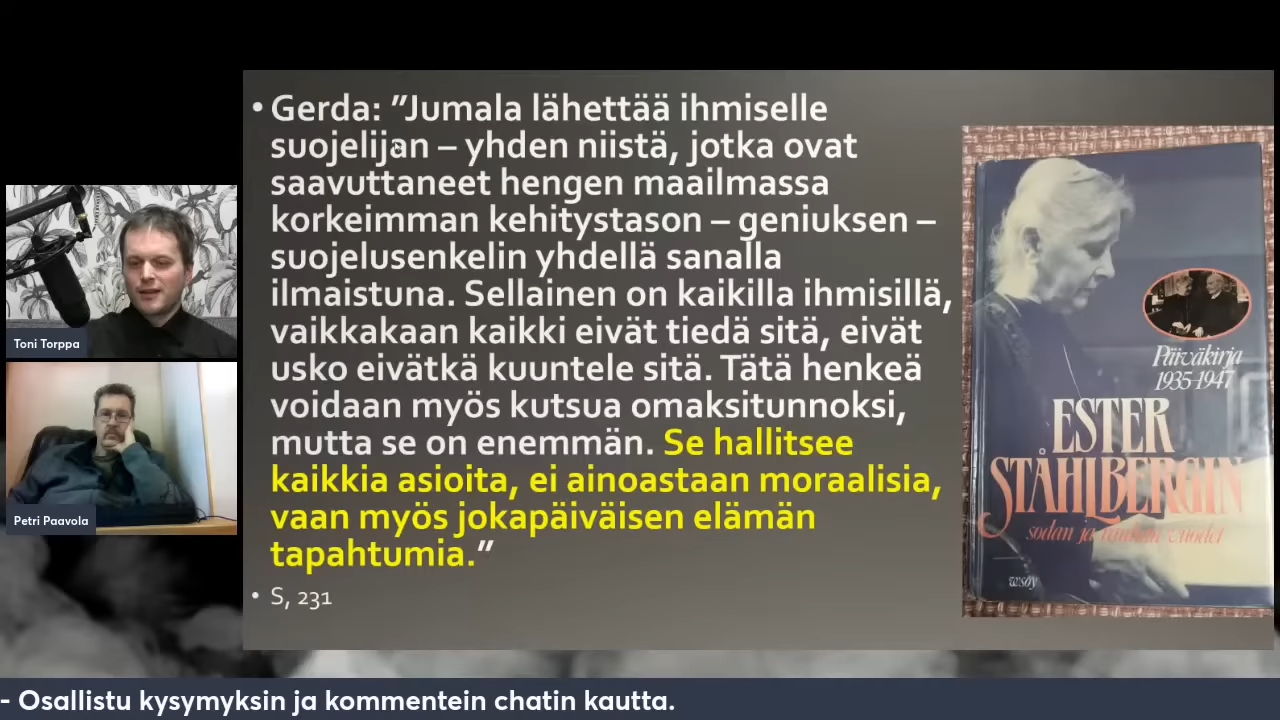 • Gerda: ”Jumala lähettää ihmiselle
suojelijan – yhden niistä, jotka ovat
saavuttaneet hengen maailmassa
korkeimman kehitystason – geniuksen –
suojelusenkelin yhdellä sanalla
ilmaistuna. Sellainen on kaikilla ihmisillä,
vaikkakaan kaikki eivät tiedä sitä, eivät
usko eivätkä kuuntele sitä. Tätä henkeä
voidaan myös kutsua omaksitunnoksi,
mutta se on enemmän. Se hallitsee
kaikkia asioita, ei ainoastaan moraalisia,
vaan myös jokapäiväisen elämän
tapahtumia.”
• S, 231
Päiväkirja
1935-1947
ESTER
STÅHLBERGIN
sodan ja vuodet
wsoy
Toni Torppa
Petri Paavola
- Osallistu kysymyksin ja kommentein chatin kautta.